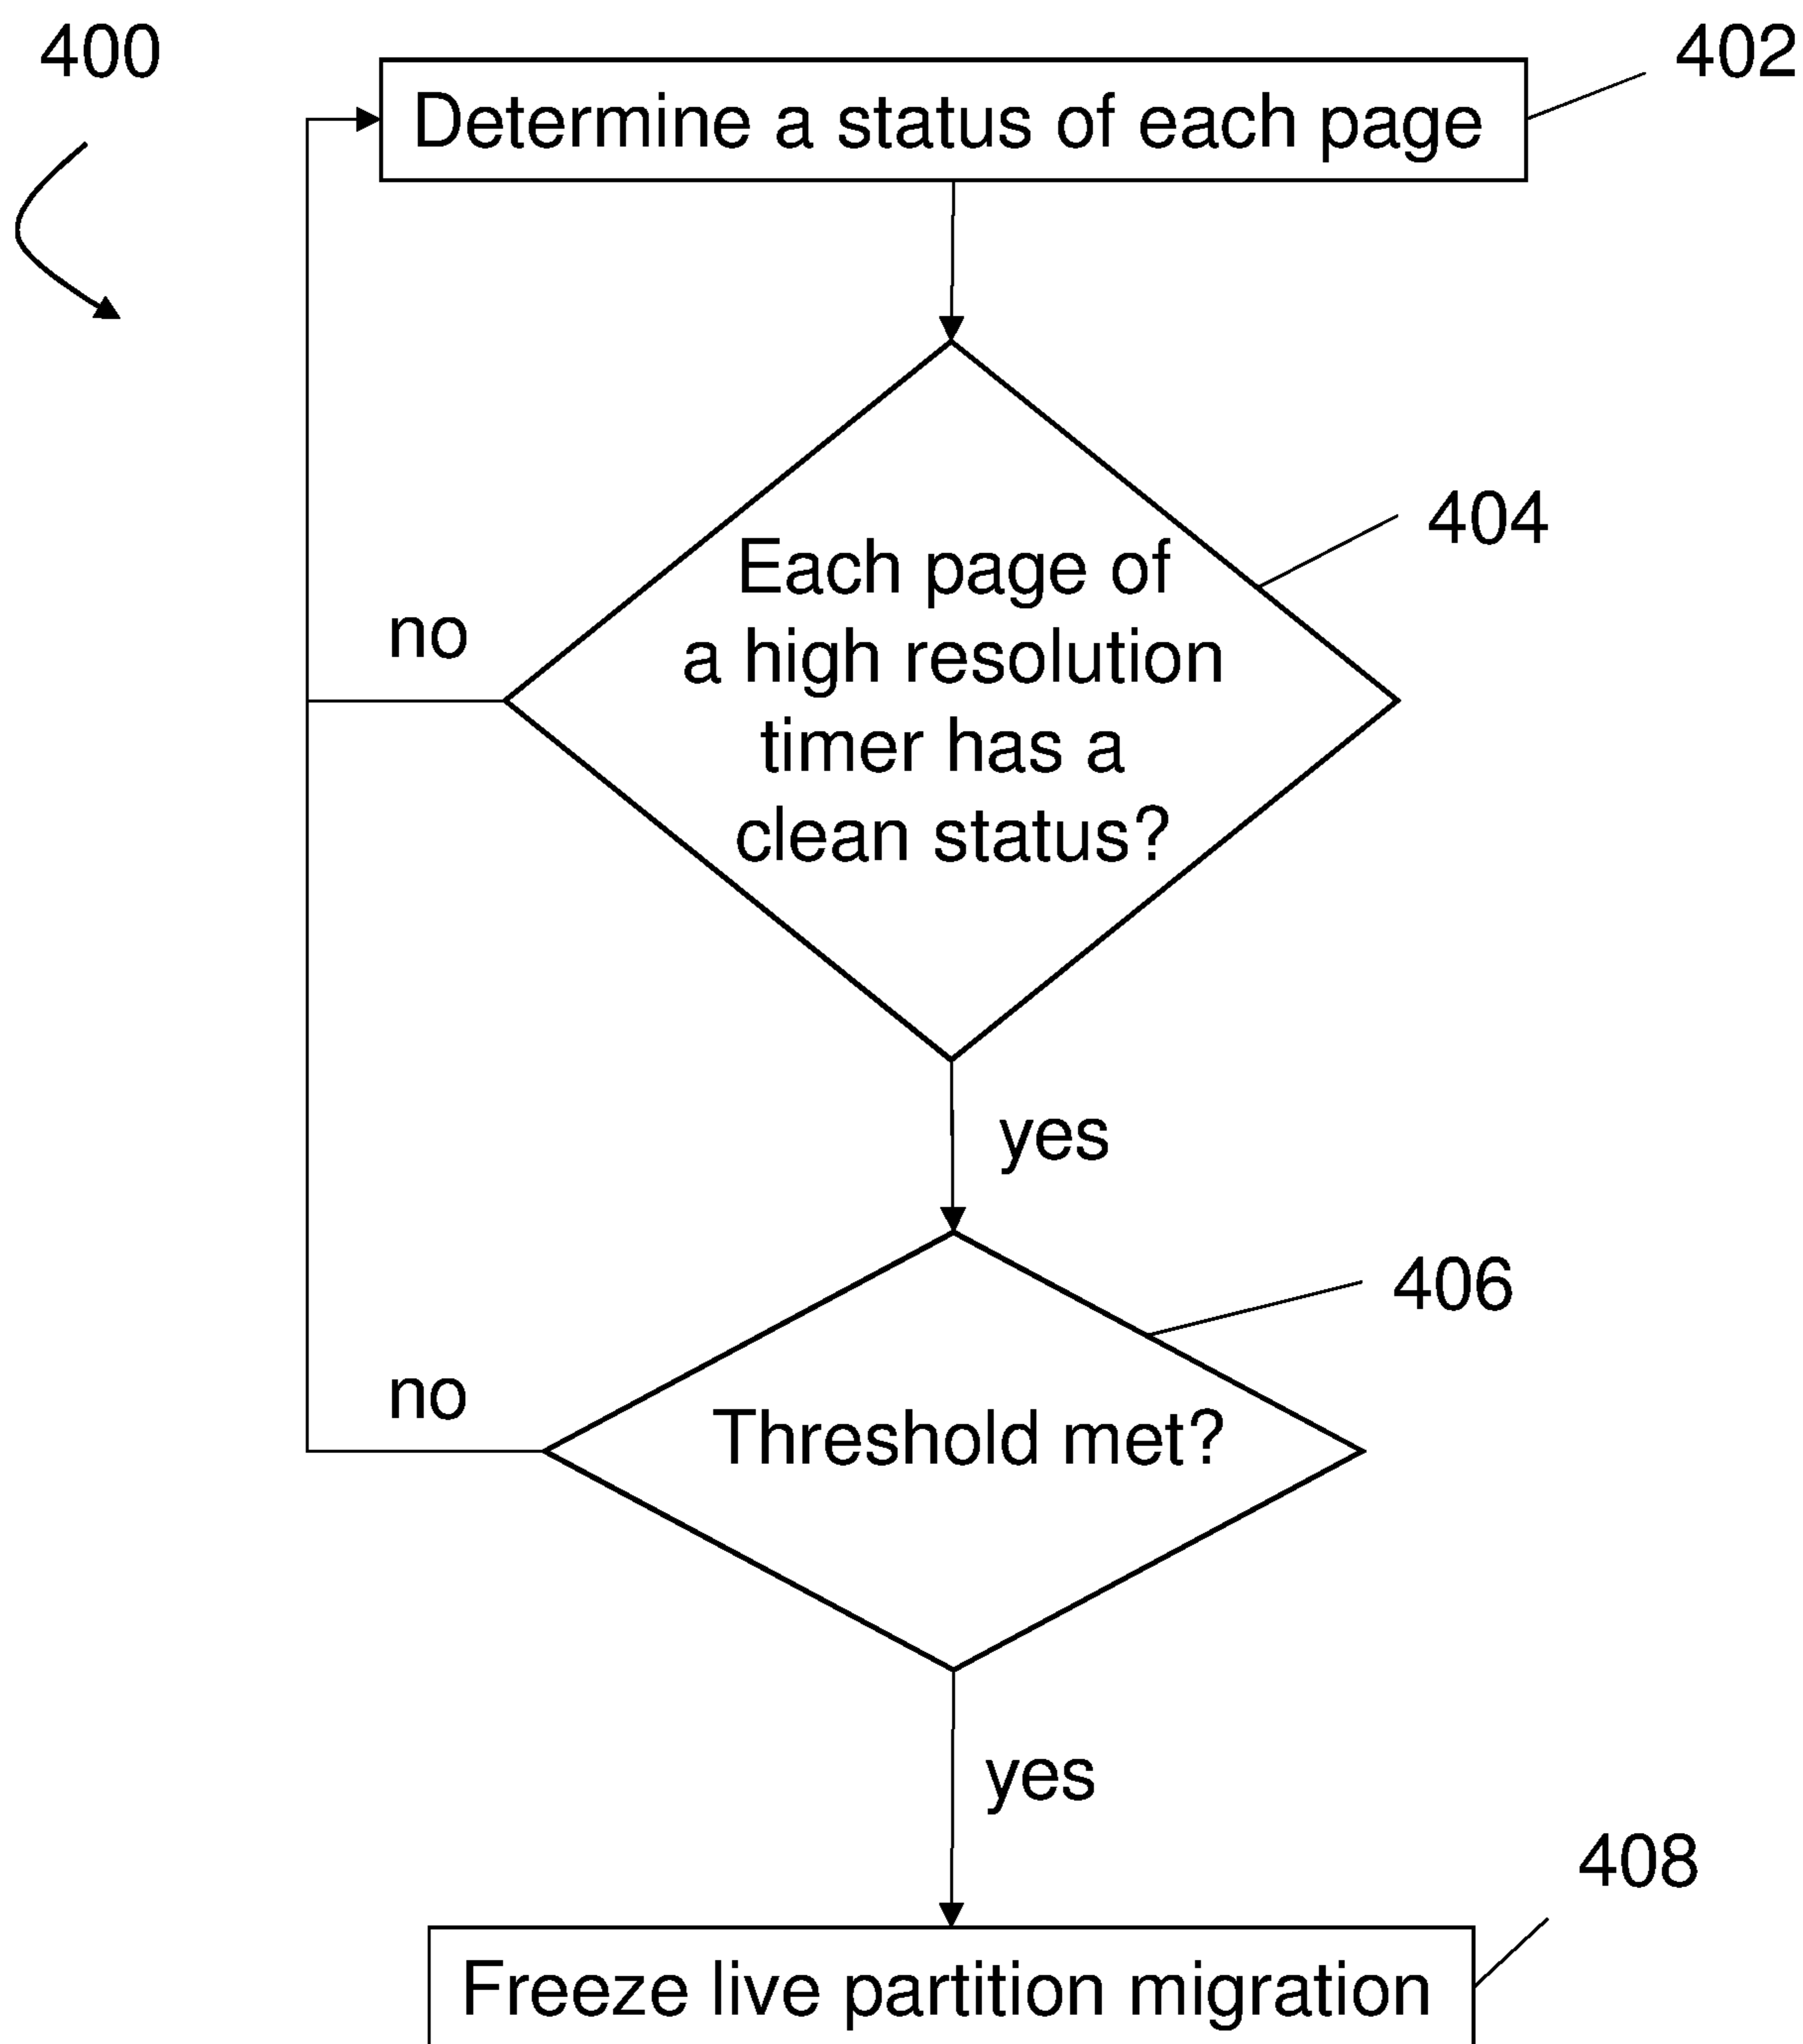 400
402
Determine a status of each page
404
Each page of
a high resolution
timer has a
clean status?
no
yes
406
Threshold met?
no
yes
408
Freeze live partition migration